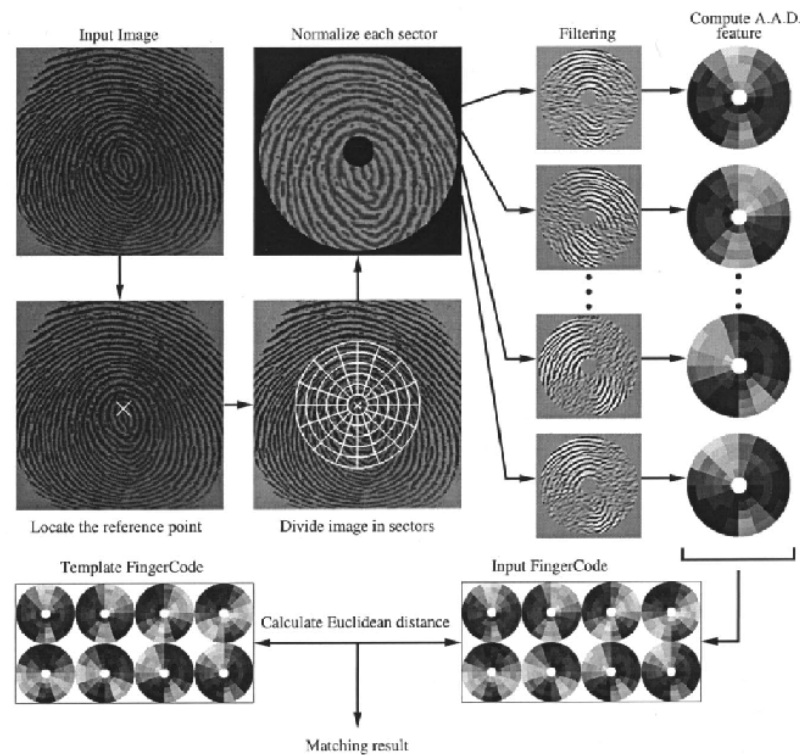 Input Image
Normalize each sector
Filtering
Compute A.A.D.
feature
Locate the reference point
Divide image in sectors
Template FingerCode
Input FingerCode
Calculate Euclidean distance
Matching result